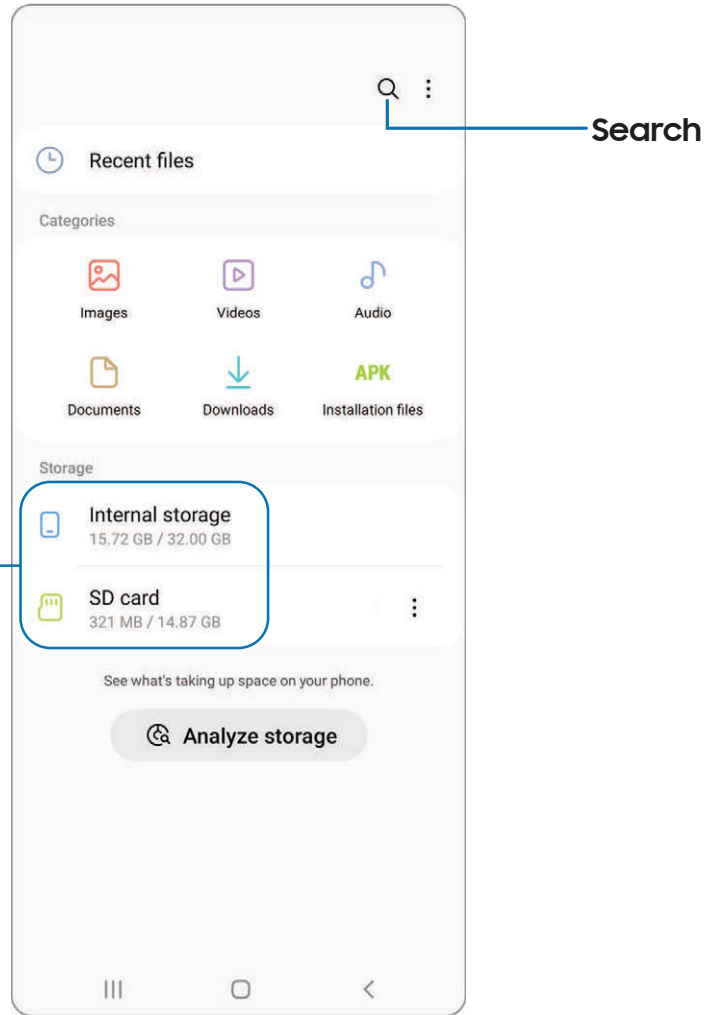 Search
Recent files
Categories
Images Videos Audio
Documents Downloads APK Installation files
Storage
Internal storage
15.72 GB / 32.00 GB
SD card
321 MB / 14.87 GB
See what's taking up space on your phone.
Analyze storage